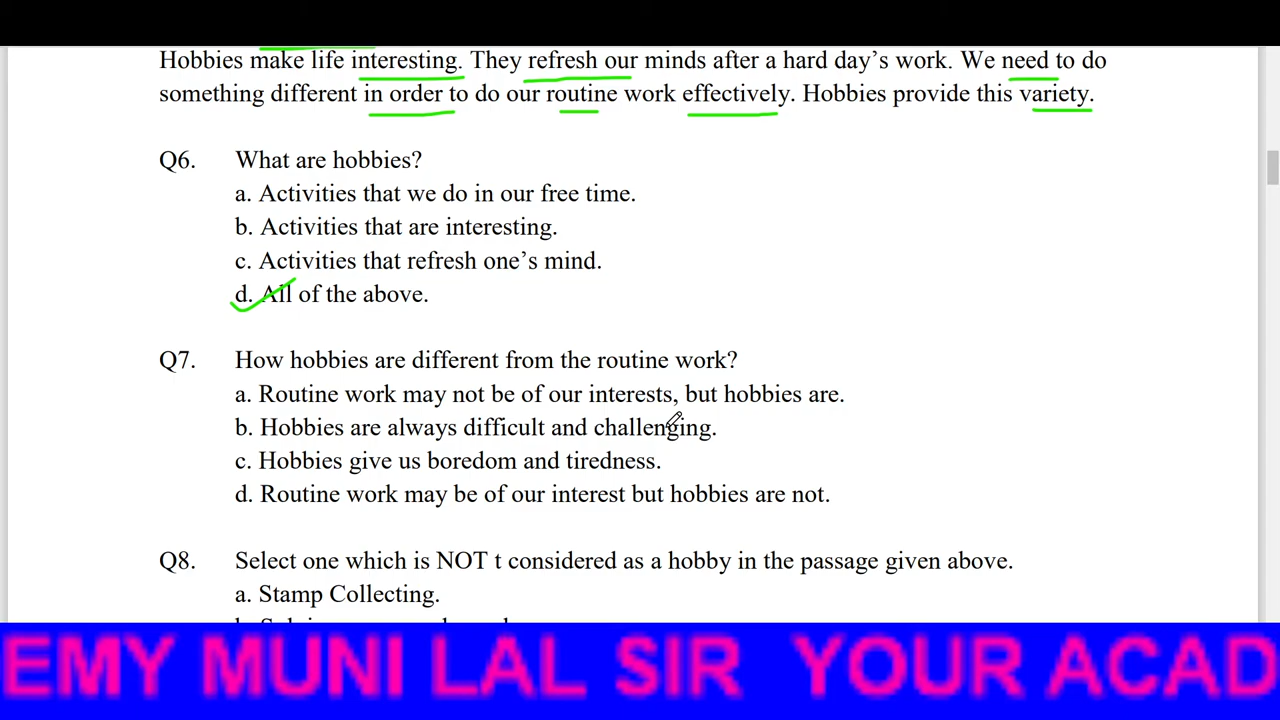 Hobbies make life interesting. They refresh our minds after a hard day's work. We need to do
something different in order to do our routine work effectively. Hobbies provide this variety.
Q6. What are hobbies?
a. Activities that we do in our free time.
b. Activities that are interesting.
c. Activities that refresh one's mind.
d. All of the above.
Q7. How hobbies are different from the routine work?
a. Routine work may not be of our interests, but hobbies are.
b. Hobbies are always difficult and challenging.
c. Hobbies give us boredom and tiredness.
d. Routine work may be of our interest but hobbies are not.
Q8. Select one which is NOT t considered as a hobby in the passage given above.
a. Stamp Collecting.
EMY MUNI LAL SIR YOUR ACAD